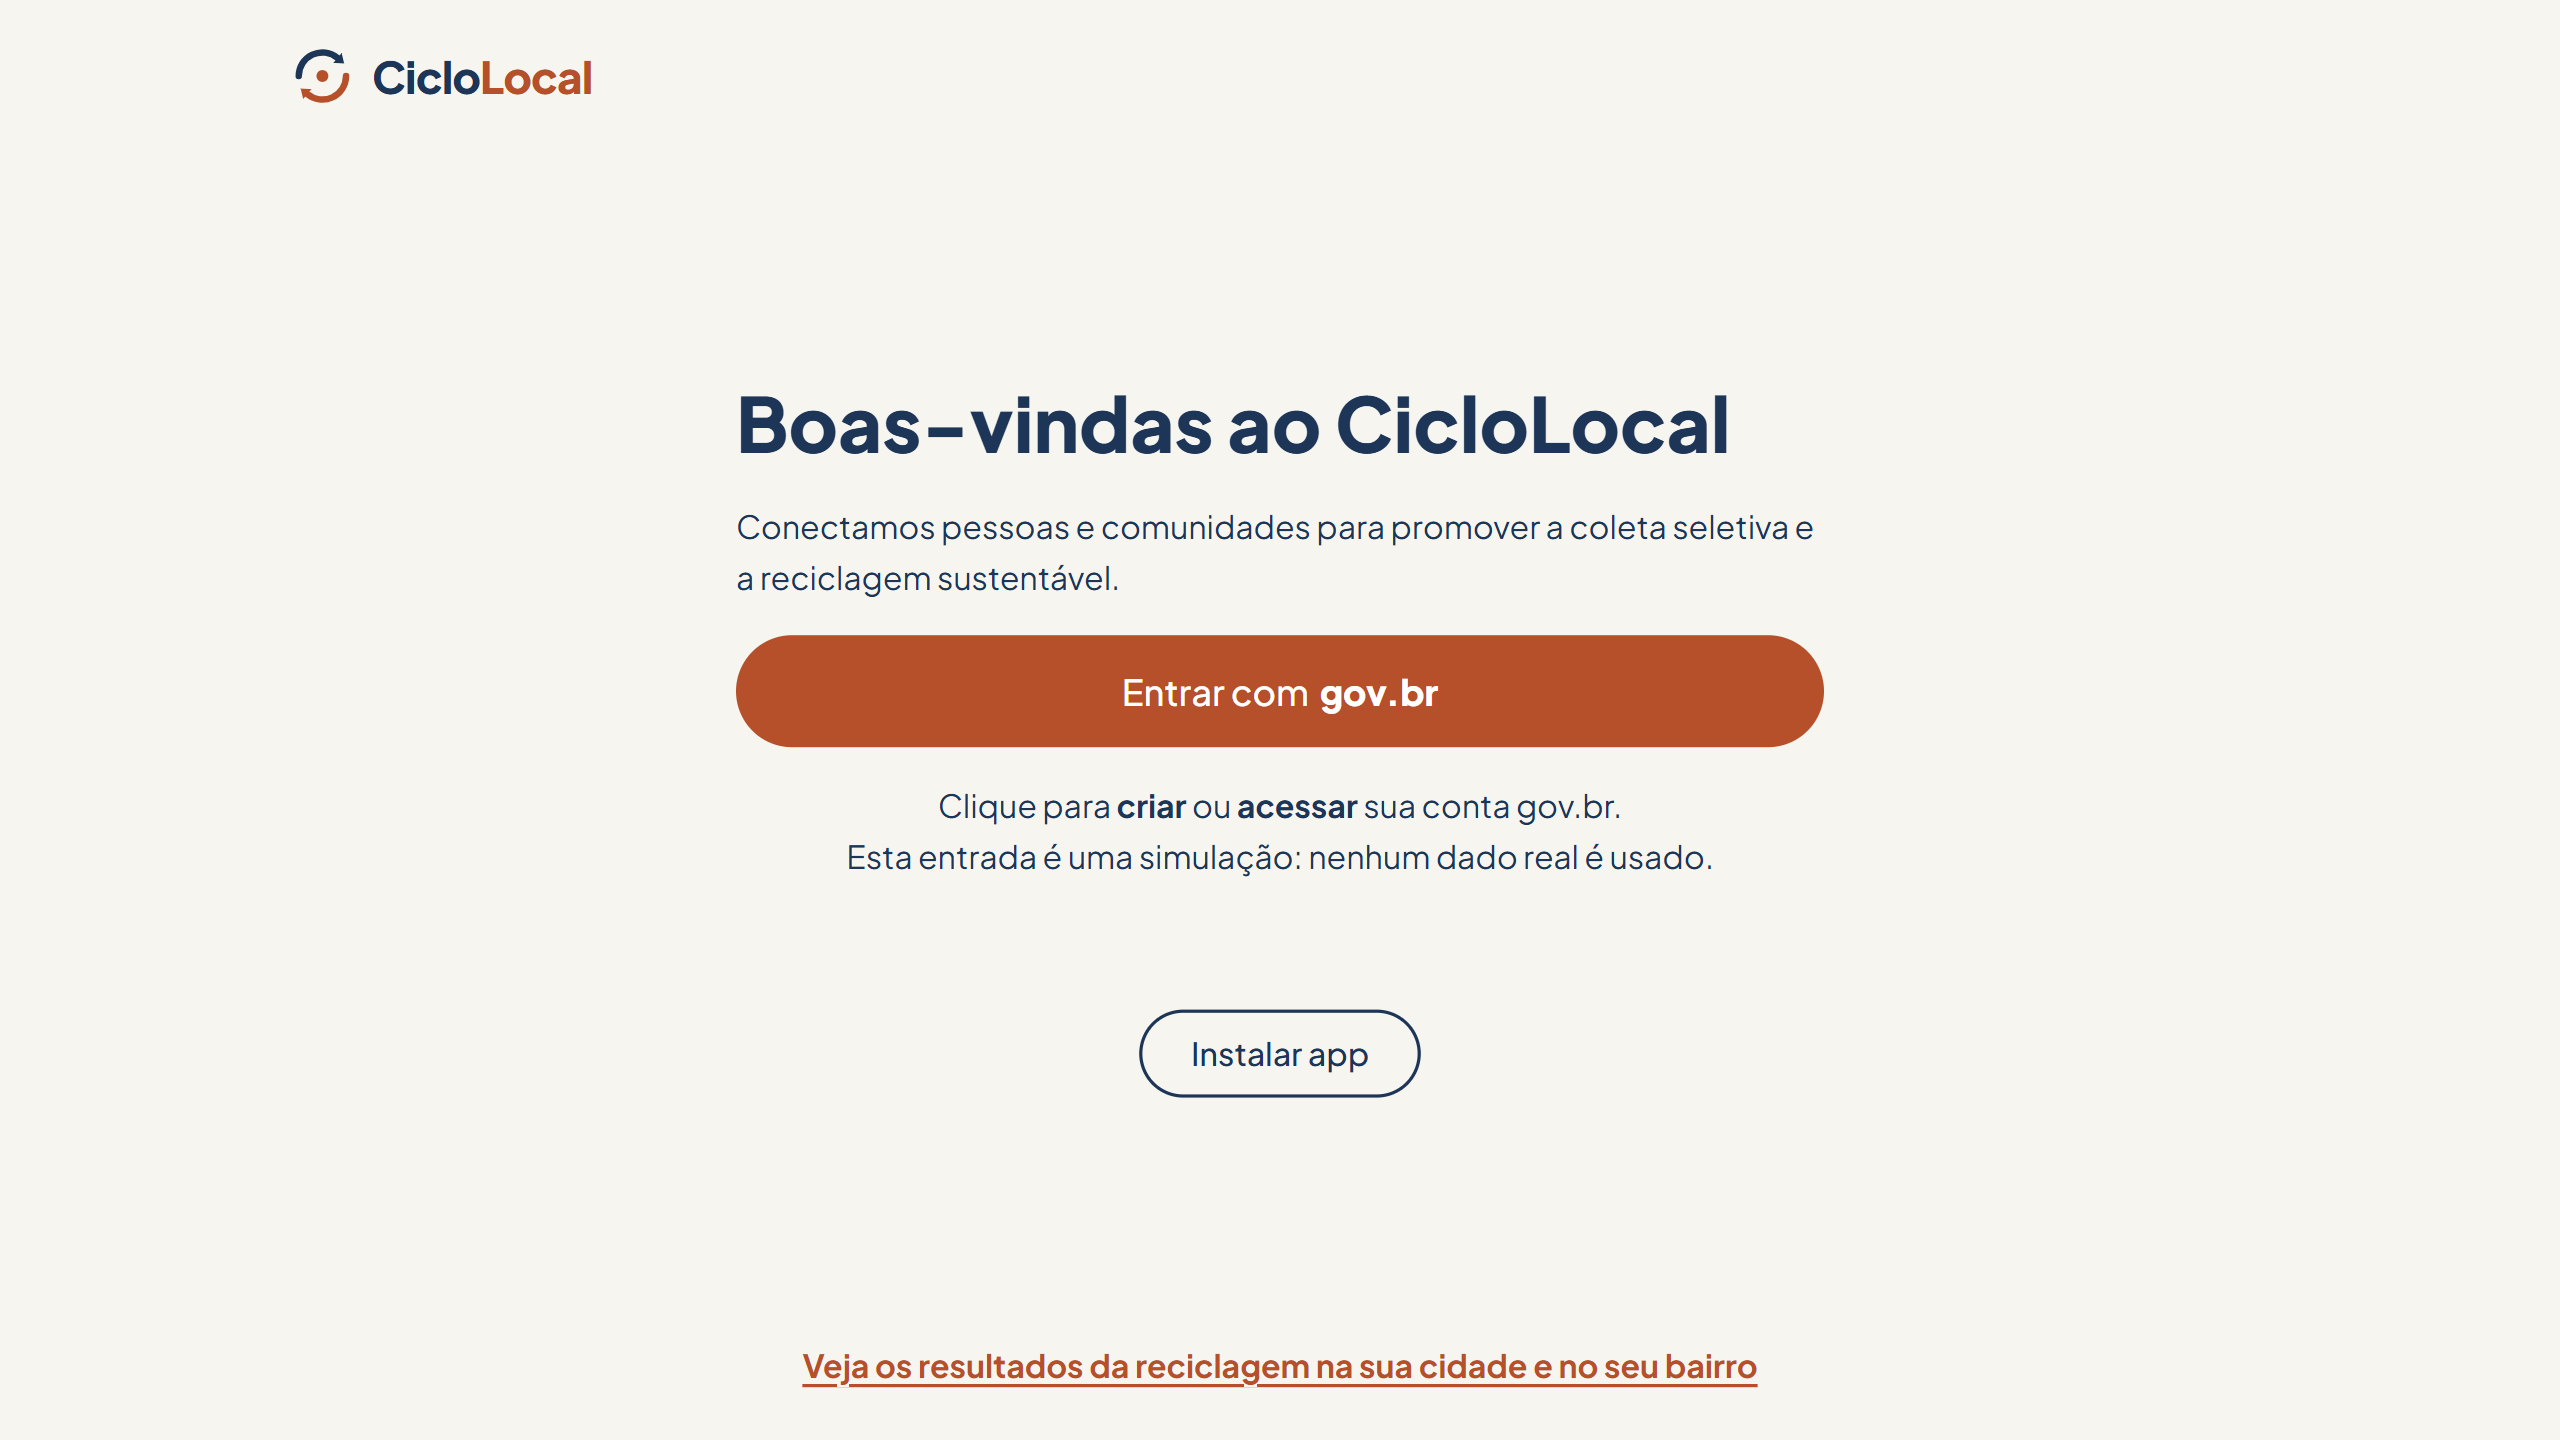 CicloLocal
Boas-vindas ao CicloLocal
Conectamos pessoas e comunidades para promover a coleta seletiva e
a reciclagem sustentável.
Entrar com gov.br
Clique para criar ou acessar sua conta gov.br.
Esta entrada é uma simulação: nenhum dado real é usado.
Instalar app
Veja os resultados da reciclagem na sua cidade e no seu bairro